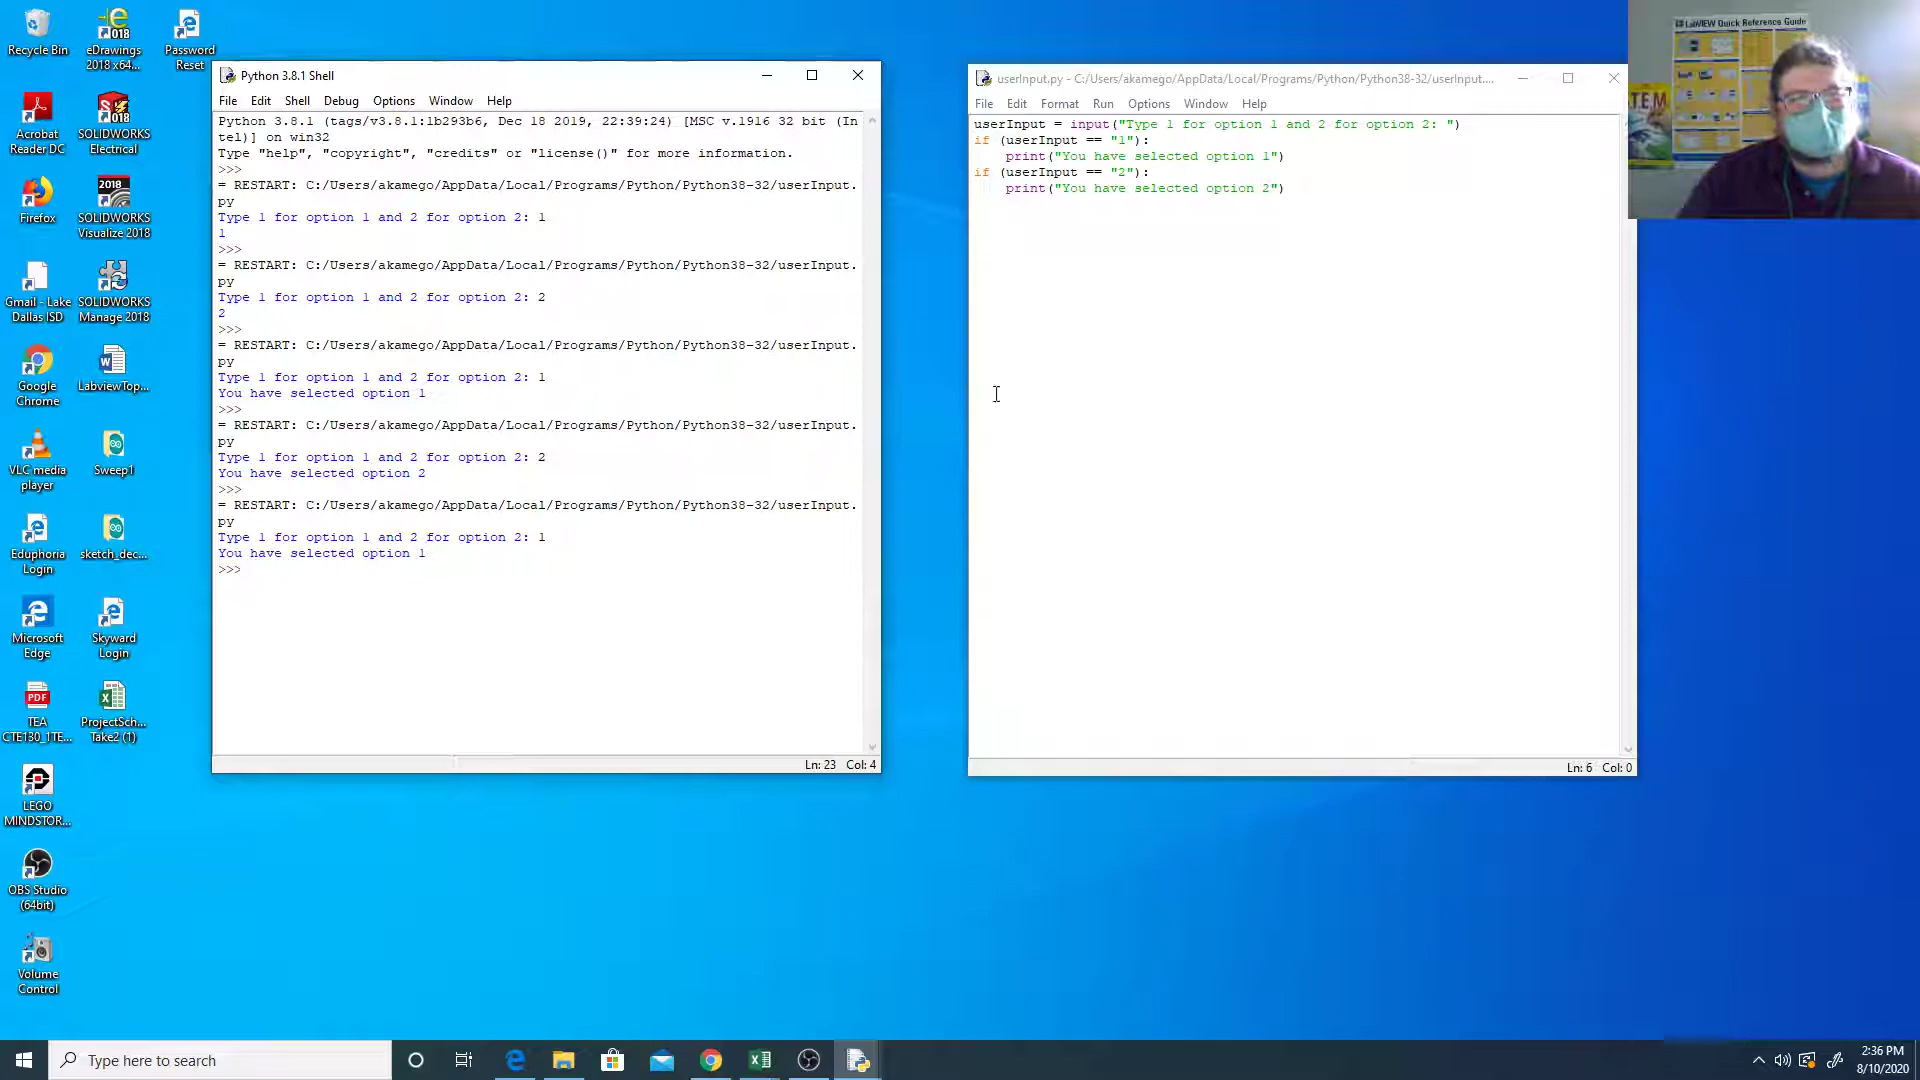 Recycle Bin
eDrawings
2018 x64...
Password
Reset
Acrobat
Reader DC
SOLIDWORKS
Electrical
Firefox
SOLIDWORKS
Visualize 2018
Gmail - Lake
Dallas ISD
SOLIDWORKS
Manage 2018
Google
Chrome
LabviewTop...
VLC media
player
Sweep1
Eduphoria
Login
sketch_dec...
Microsoft
Edge
Skyward
Login
TEA
CTE130_1TE...
ProjectSch...
Take2 (1)
LEGO
MINDSTOR...
OBS Studio
(64bit)
Volume
Control
Python 3.8.1 Shell
File Edit Shell Debug Options Window Help
Python 3.8.1 (tags/v3.8.1:1b293b6, Dec 18 2019, 22:39:24) [MSC v.1916 32 bit (In
tel)] on win32
Type "help", "copyright", "credits" or "license()" for more information.
>>>
= RESTART: C:/Users/akamego/AppData/Local/Programs/Python/Python38-32/userInput.
py
Type 1 for option 1 and 2 for option 2: 1
1
>>>
= RESTART: C:/Users/akamego/AppData/Local/Programs/Python/Python38-32/userInput.
py
Type 1 for option 1 and 2 for option 2: 2
2
>>>
= RESTART: C:/Users/akamego/AppData/Local/Programs/Python/Python38-32/userInput.
py
Type 1 for option 1 and 2 for option 2: 1
You have selected option 1
>>>
= RESTART: C:/Users/akamego/AppData/Local/Programs/Python/Python38-32/userInput.
py
Type 1 for option 1 and 2 for option 2: 2
You have selected option 2
>>>
= RESTART: C:/Users/akamego/AppData/Local/Programs/Python/Python38-32/userInput.
py
Type 1 for option 1 and 2 for option 2: 1
You have selected option 1
>>>
Ln: 23 Col: 4
userInput.py - C:/Users/akamego/AppData/Local/Programs/Python/Python38-32/userInput....
File Edit Format Run Options Window Help
userInput = input("Type 1 for option 1 and 2 for option 2: ")
if (userInput == "1"):
    print("You have selected option 1")
if (userInput == "2"):
    print("You have selected option 2")
Ln: 6 Col: 0
LabVIEW Quick Reference Guide
TEM
Type here to search
2:36 PM
8/10/2020